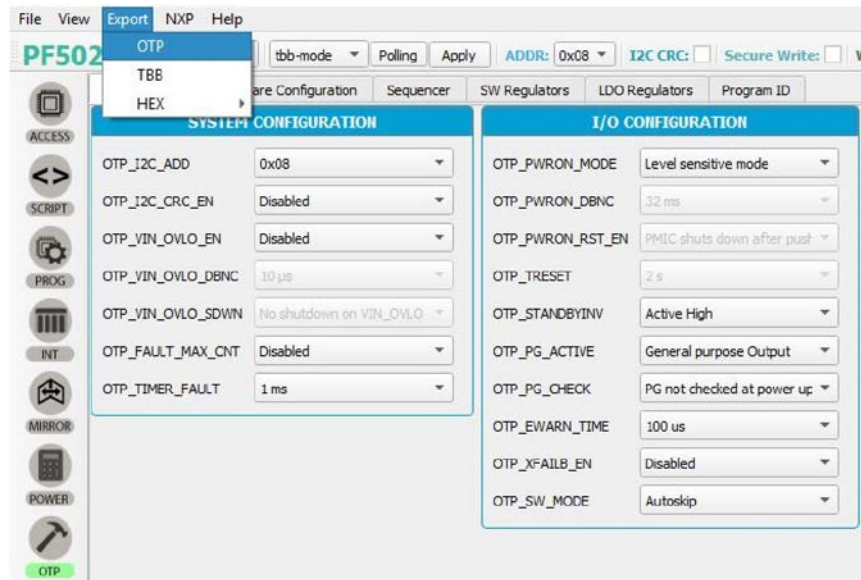 File View Export NXP Help
PF502 tbb-mode Polling Apply ADDR: 0x08 I2C CRC: Secure Write:
OTP
TBB
HEX
are Configuration Sequencer SW Regulators LDO Regulators Program ID
ACCESS
SCRIPT
PROG
INT
MIRROR
POWER
OTP
SYSTEM CONFIGURATION
OTP_I2C_ADD 0x08
OTP_I2C_CRC_EN Disabled
OTP_VIN_OVLO_EN Disabled
OTP_VIN_OVLO_DBNC 10 µs
OTP_VIN_OVLO_SDWN No shutdown on VIN_OVLO
OTP_FAULT_MAX_CNT Disabled
OTP_TIMER_FAULT 1 ms
I/O CONFIGURATION
OTP_PWRON_MODE Level sensitive mode
OTP_PWRON_DBNC 32 ms
OTP_PWRON_RST_EN PMIC shuts down after push
OTP_TRESET 2 s
OTP_STANDBYINV Active High
OTP_PG_ACTIVE General purpose Output
OTP_PG_CHECK PG not checked at power up
OTP_EWARN_TIME 100 us
OTP_XFAILB_EN Disabled
OTP_SW_MODE Autoskip